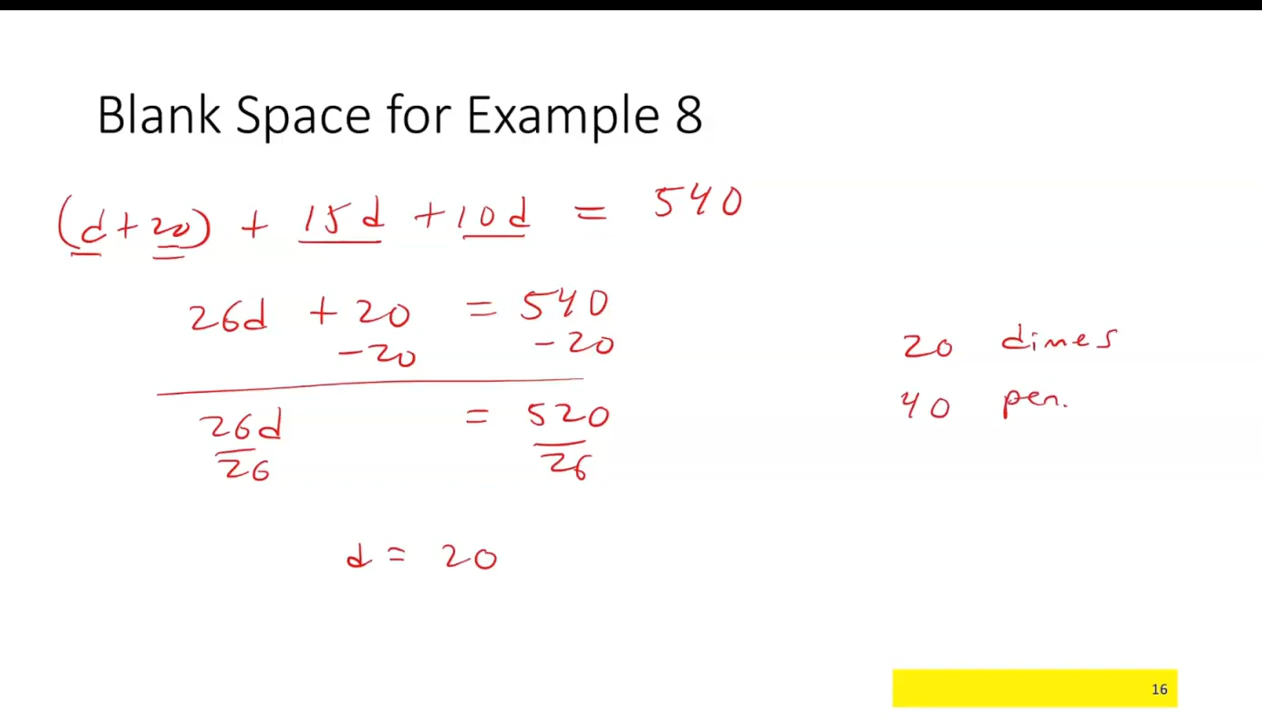 Blank Space for Example 8
(d + 20) + 15d + 10d = 540
26d + 20 = 540
-20 -20
26d = 520
26 26
d = 20
20 dimes
40 pen.
16